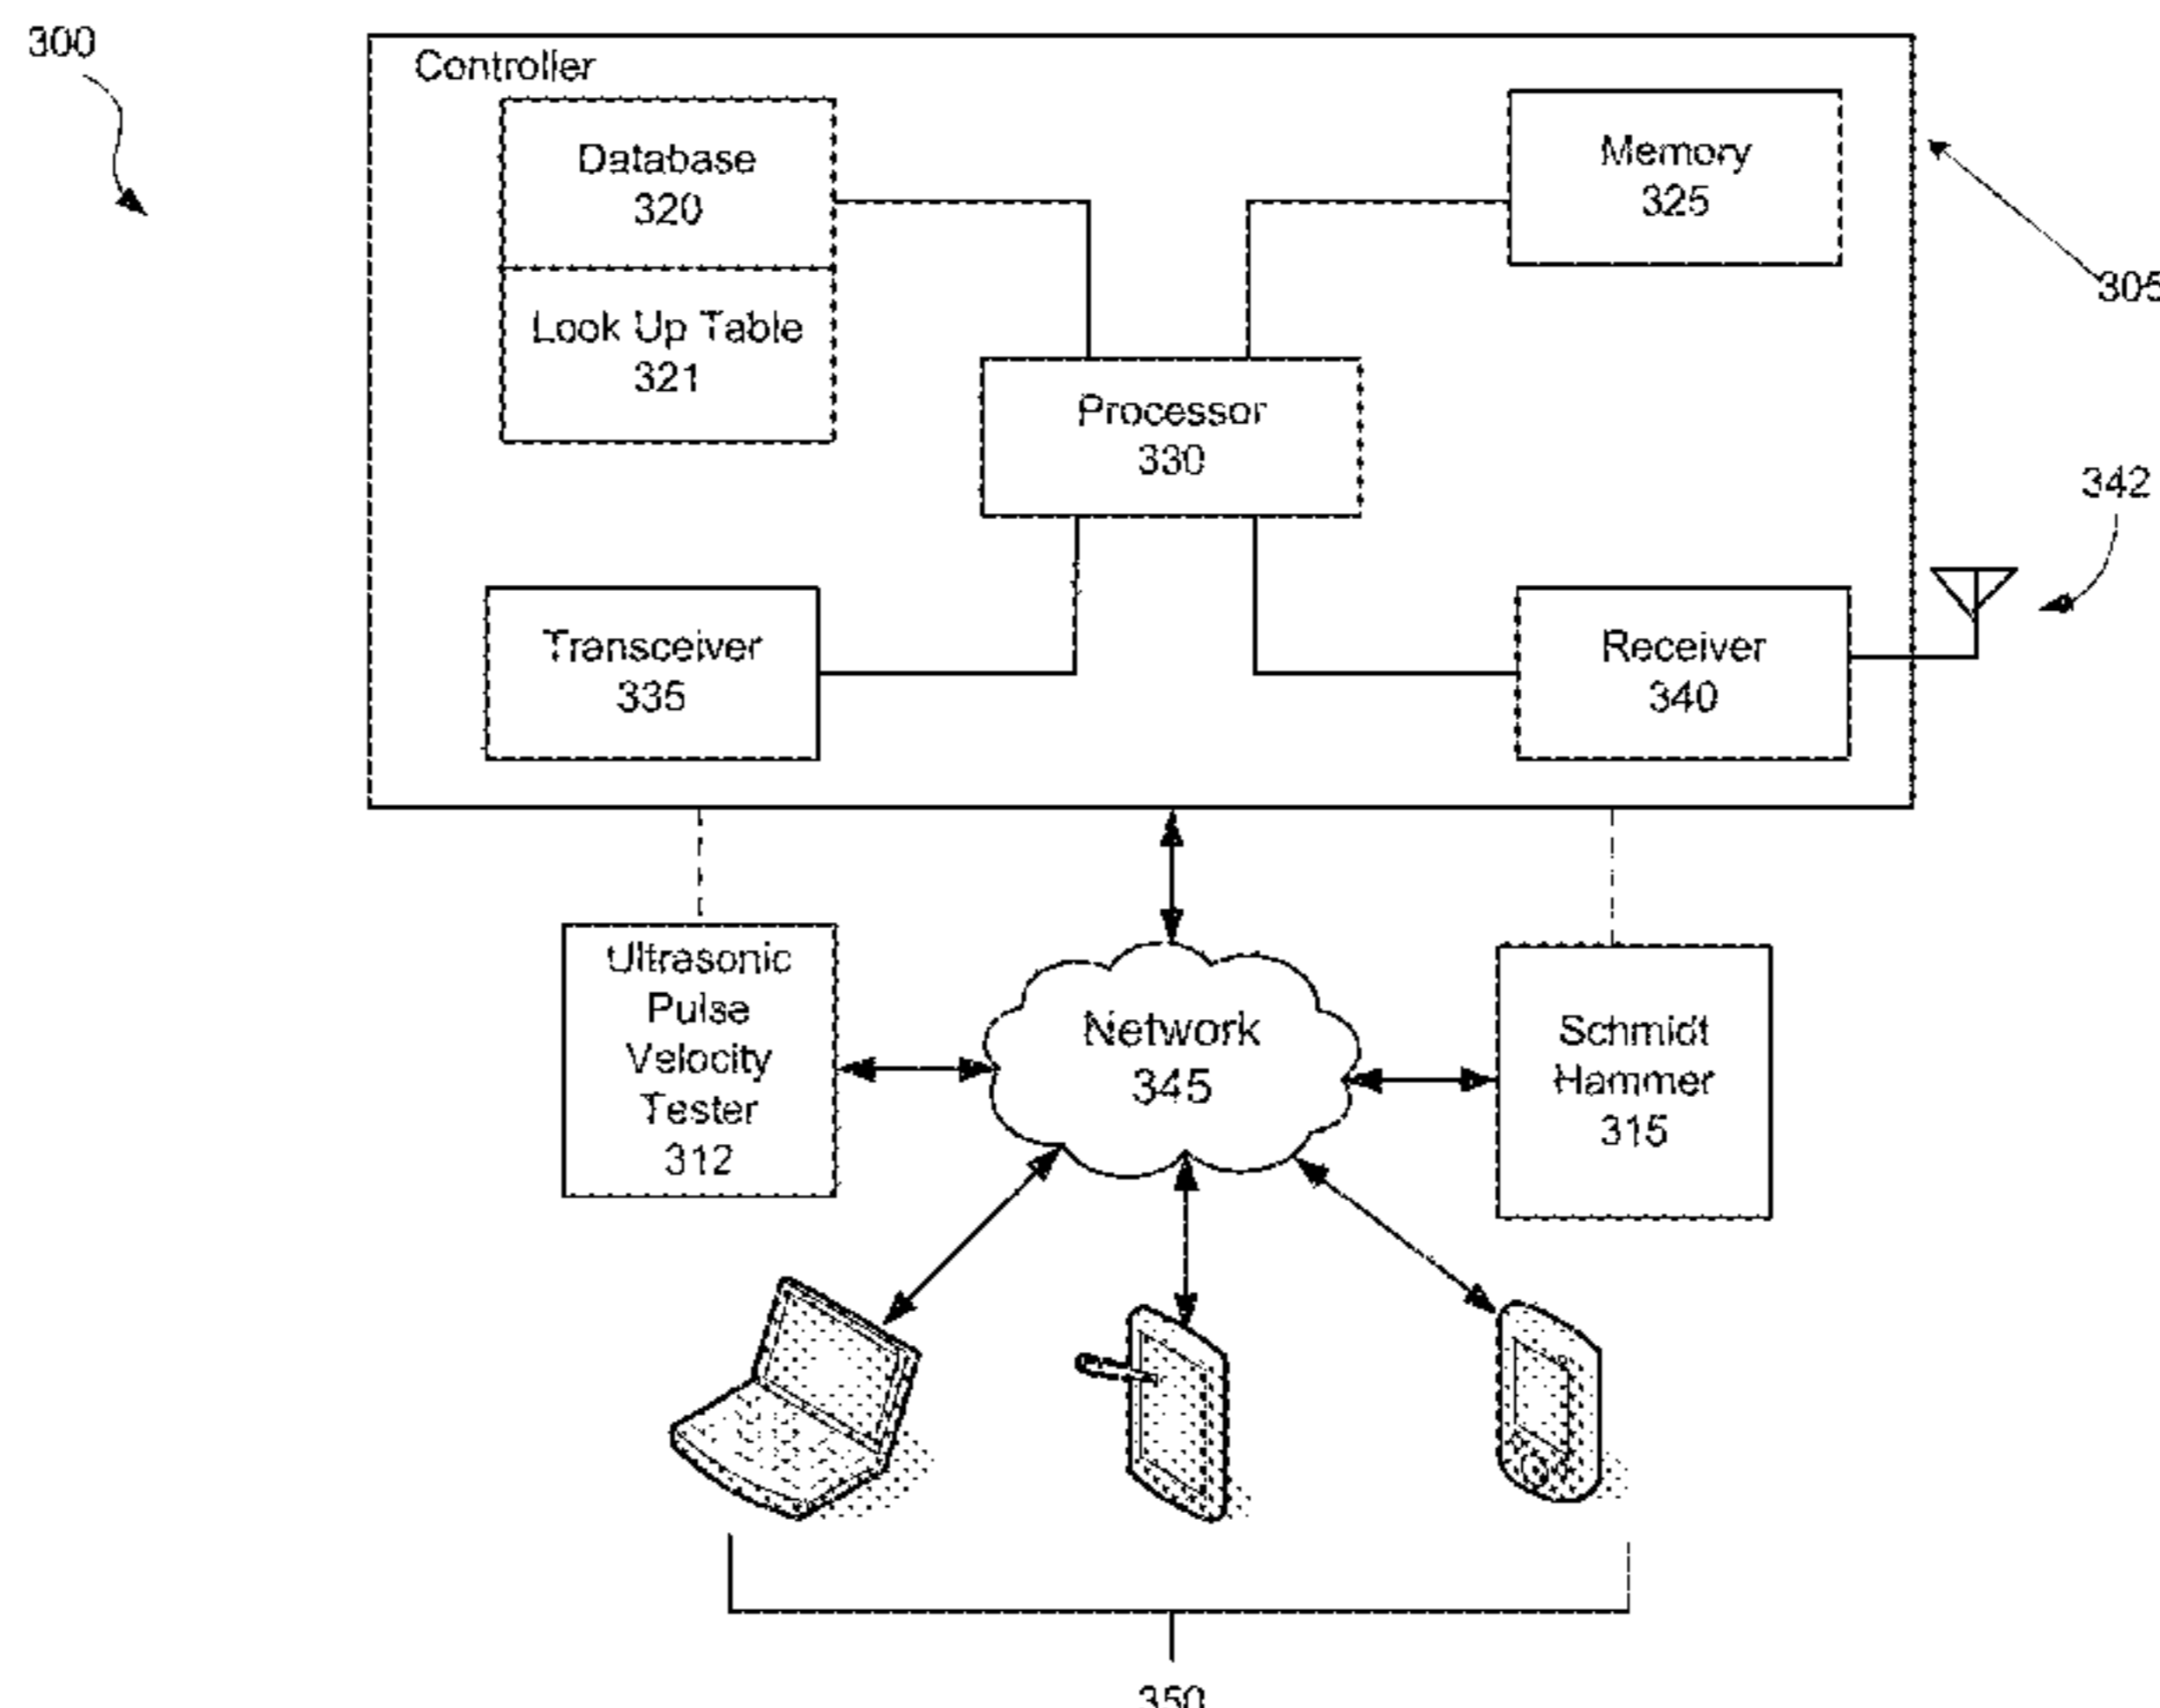 300
Controller
Database
320
Look Up Table
321
Memory
325
305
Processor
330
342
Transceiver
335
Receiver
340
Ultrasonic
Pulse
Velocity
Tester
312
Network
345
Schmidt
Hammer
315
350